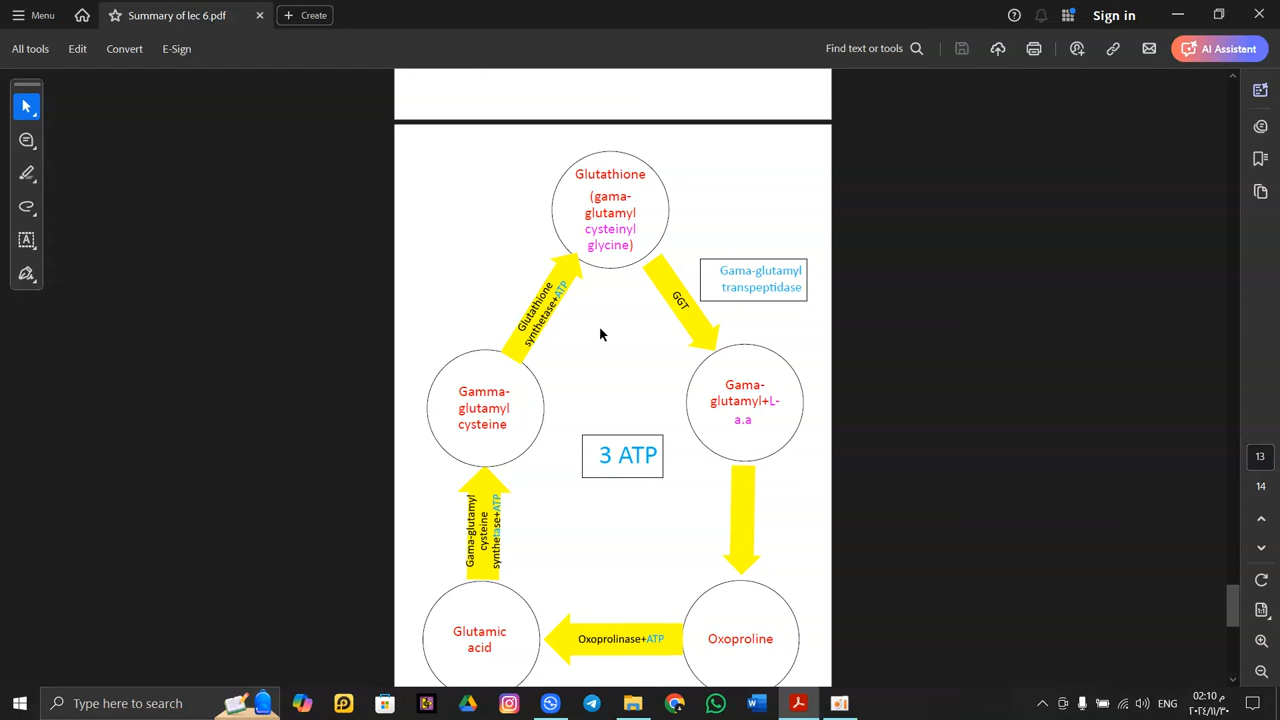 Menu
Summary of lec 6.pdf
Create
Sign in
All tools
Edit
Convert
E-Sign
Find text or tools
AI Assistant
Glutathione
(gama-
glutamyl
cysteinyl
glycine)
Gama-glutamyl
transpeptidase
Glutathione
synthetase+ATP
GGT
Gamma-
glutamyl
cysteine
Gama-
glutamyl+L-
a.a
3 ATP
Gama-glutamyl
cysteine
synthetase+ATP
Glutamic
acid
Oxoprolinase+ATP
Oxoproline
13
14
Type here to search
ENG